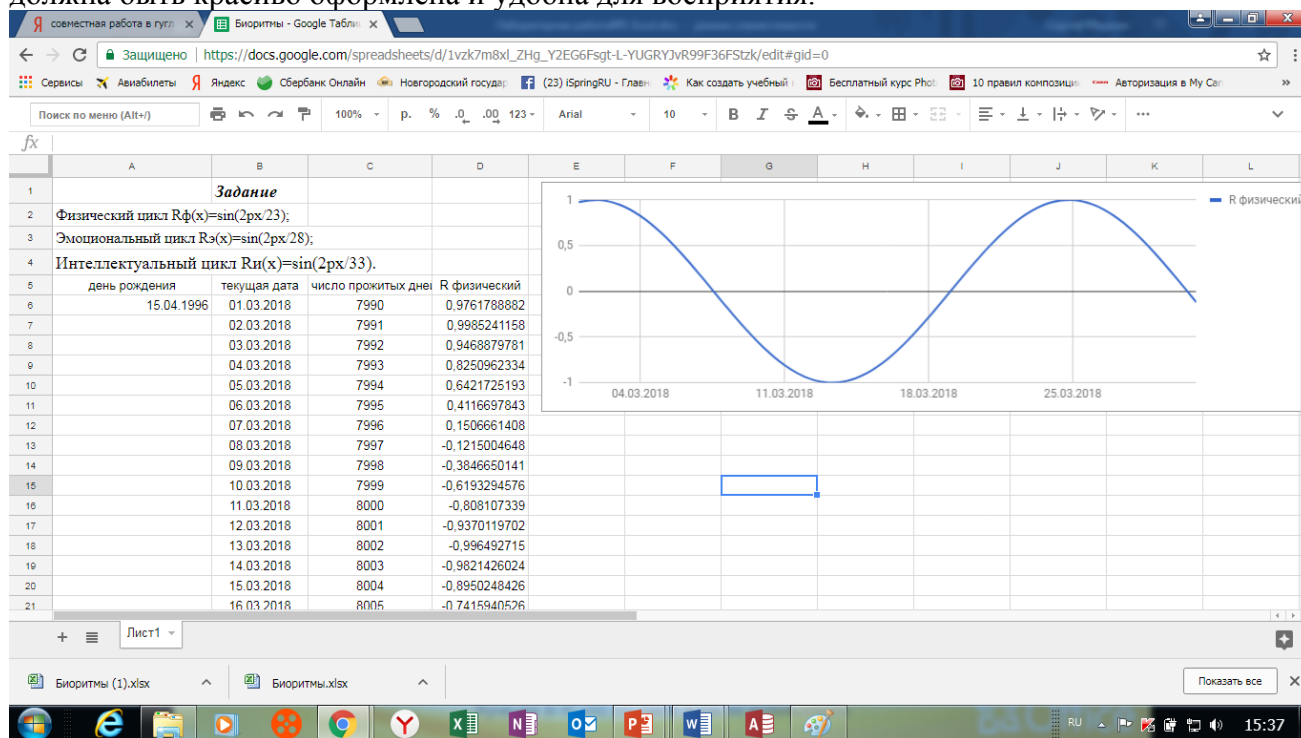 должна быть красиво оформлена и удобна для восприятия.
совместная работа в гугл
Биоритмы - Google Табли
Защищено
https://docs.google.com/spreadsheets/d/1vzk7m8xl_ZHg_Y2EG6Fsgt-L-YUGRYJvR99F36FStzk/edit#gid=0
Сервисы Авиабилеты Яндекс Сбербанк Онлайн Новгородский государ (23) iSpringRU - Главн Как создать учебный Бесплатный курс Phot 10 правил композици Авторизация в My Can
Поиск по меню (Alt+/) 100% р. % .0 .00 123 Arial 10 B I S A
fx
A B C D E F G H I J K L
1 Задание
2 Физический цикл Rф(x)=sin(2px/23);
3 Эмоциональный цикл Rэ(x)=sin(2px/28);
4 Интеллектуальный цикл Rи(x)=sin(2px/33).
5 день рождения текущая дата число прожитых дней R физический
6 15.04.1996 01.03.2018 7990 0,9761788882
7 02.03.2018 7991 0,9985241158
8 03.03.2018 7992 0,9468879781
9 04.03.2018 7993 0,8250962334
10 05.03.2018 7994 0,6421725193
11 06.03.2018 7995 0,4116697843
12 07.03.2018 7996 0,1506661408
13 08.03.2018 7997 -0,1215004648
14 09.03.2018 7998 -0,3846650141
15 10.03.2018 7999 -0,6193294576
16 11.03.2018 8000 -0,808107339
17 12.03.2018 8001 -0,9370119702
18 13.03.2018 8002 -0,996492715
19 14.03.2018 8003 -0,9821426024
20 15.03.2018 8004 -0,8950248426
21 16.03.2018 8005 -0,7415940526
1
0,5
0
-0,5
-1
04.03.2018 11.03.2018 18.03.2018 25.03.2018
R физический
Лист1
Биоритмы (1).xlsx
Биоритмы.xlsx
Показать все
RU
15:37